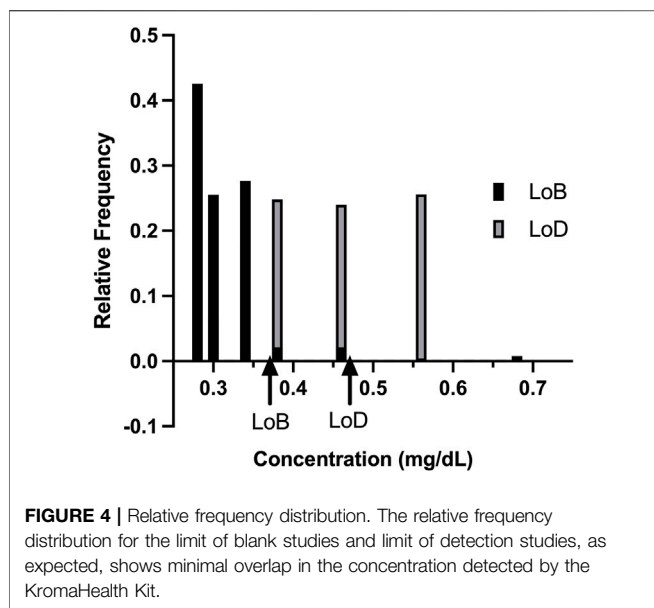 0.5
0.4
0.3
0.2
0.1
0.0
-0.1
Relative Frequency
LoB
LoD
0.3 0.4 0.5 0.6 0.7
LoB LoD
Concentration (mg/dL)
FIGURE 4 | Relative frequency distribution. The relative frequency
distribution for the limit of blank studies and limit of detection studies, as
expected, shows minimal overlap in the concentration detected by the
KromaHealth Kit.